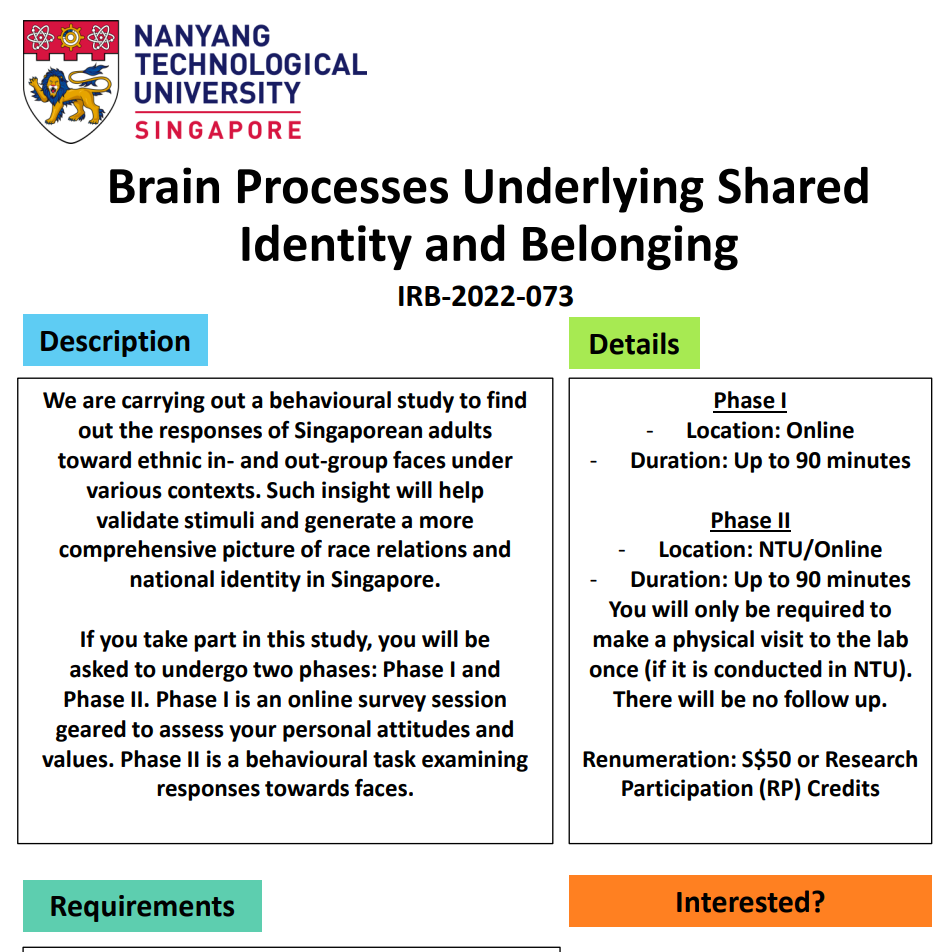 NANYANG
TECHNOLOGICAL
UNIVERSITY
SINGAPORE
Brain Processes Underlying Shared
Identity and Belonging
IRB-2022-073
Description
We are carrying out a behavioural study to find
out the responses of Singaporean adults
toward ethnic in- and out-group faces under
various contexts. Such insight will help
validate stimuli and generate a more
comprehensive picture of race relations and
national identity in Singapore.
If you take part in this study, you will be
asked to undergo two phases: Phase I and
Phase II. Phase I is an online survey session
geared to assess your personal attitudes and
values. Phase II is a behavioural task examining
responses towards faces.
Details
Phase I
- Location: Online
- Duration: Up to 90 minutes
Phase II
- Location: NTU/Online
- Duration: Up to 90 minutes
You will only be required to
make a physical visit to the lab
once (if it is conducted in NTU).
There will be no follow up.
Renumeration: S$50 or Research
Participation (RP) Credits
Requirements
Interested?